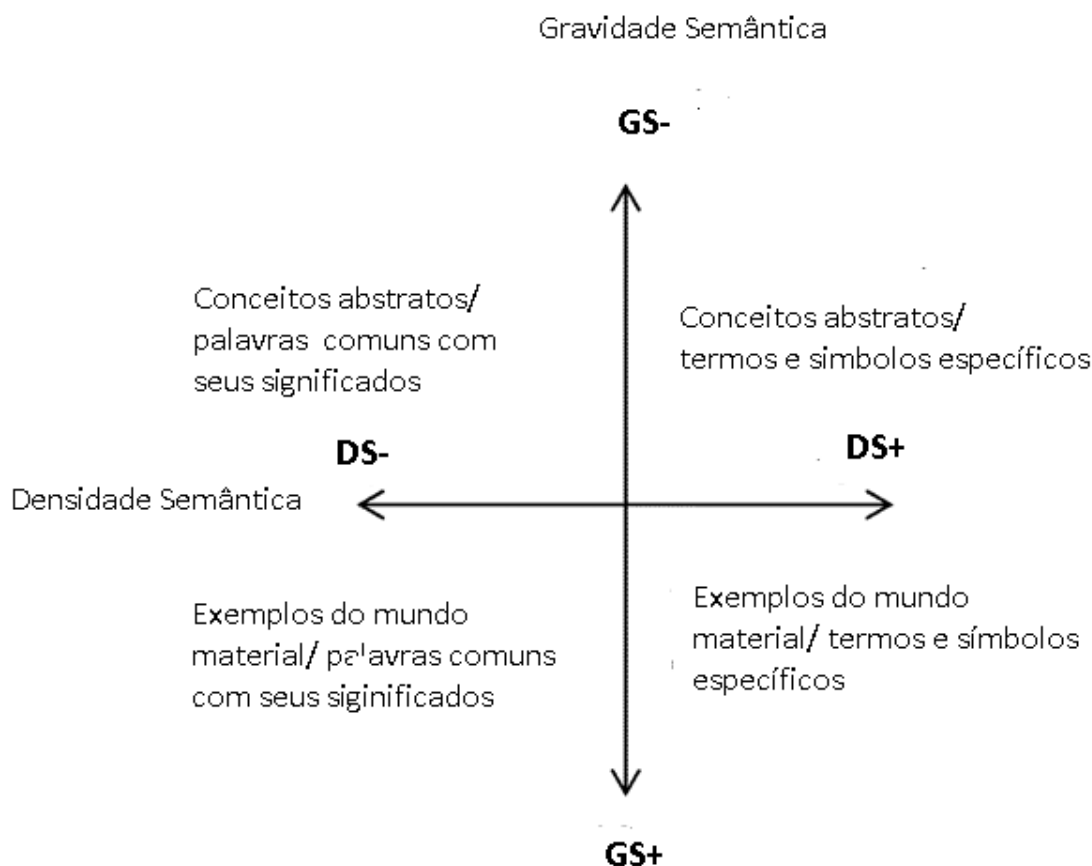 Gravidade Semântica
GS-
Conceitos abstratos/
palavras comuns com
seus significados
Conceitos abstratos/
termos e simbolos específicos
DS-
DS+
Densidade Semântica
Exemplos do mundo
material/ palavras comuns
com seus siginificados
Exemplos do mundo
material/ termos e símbolos
específicos
GS+